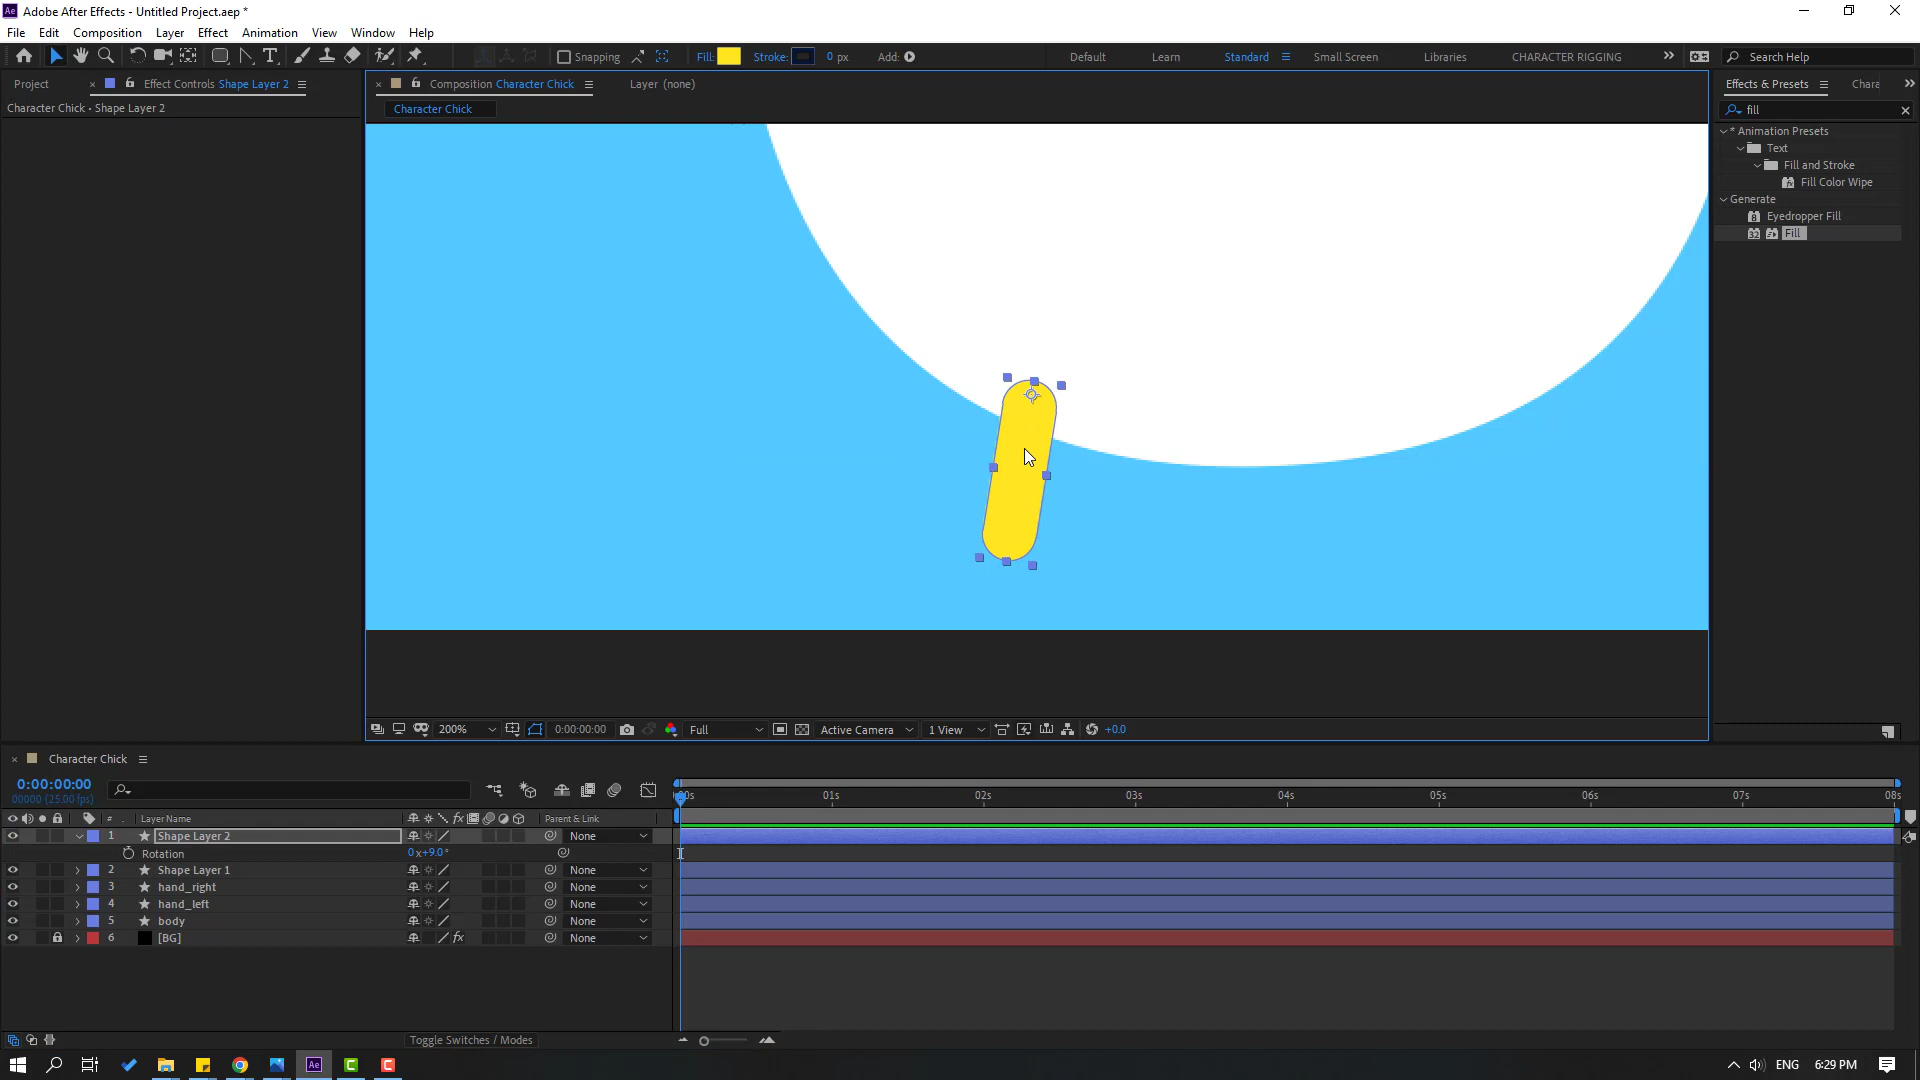 Adobe After Effects - Untitled Project.aep *
File Edit Composition Layer Effect Animation View Window Help
Snapping Fill: Stroke: 0 px Add: Default Learn Standard Small Screen Libraries CHARACTER RIGGING Search Help
Project Effect Controls Shape Layer 2 Composition Character Chick Layer (none) Effects & Presets Chara
Character Chick • Shape Layer 2
Character Chick
fill
* Animation Presets
Text
Fill and Stroke
Fill Color Wipe
Generate
Eyedropper Fill
Fill
200% 0:00:00:00 Full Active Camera 1 View +0.0
Character Chick
0:00:00:00
00000 (25.00 fps)
00s 01s 02s 03s 04s 05s 06s 07s 08s
# Layer Name Parent & Link
1 Shape Layer 2 None
Rotation 0x+9.0°
2 Shape Layer 1 None
3 hand_right None
4 hand_left None
5 body None
6 [BG] None
Toggle Switches / Modes
ENG 6:29 PM